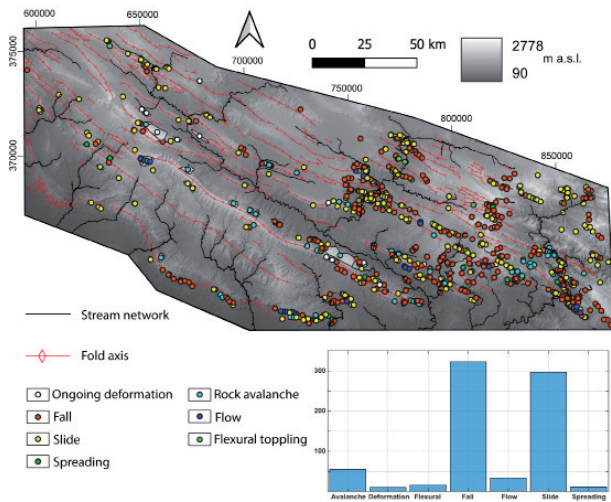 600000
650000
700000
750000
800000
850000
375000
370000
0 25 50 km
2778
m a.s.l.
90
Stream network
Fold axis
Ongoing deformation
Rock avalanche
Fall
Flow
Slide
Flexural toppling
Spreading
300
200
100
0
Avalanche Deformation Flexural Fall Flow Slide Spreading